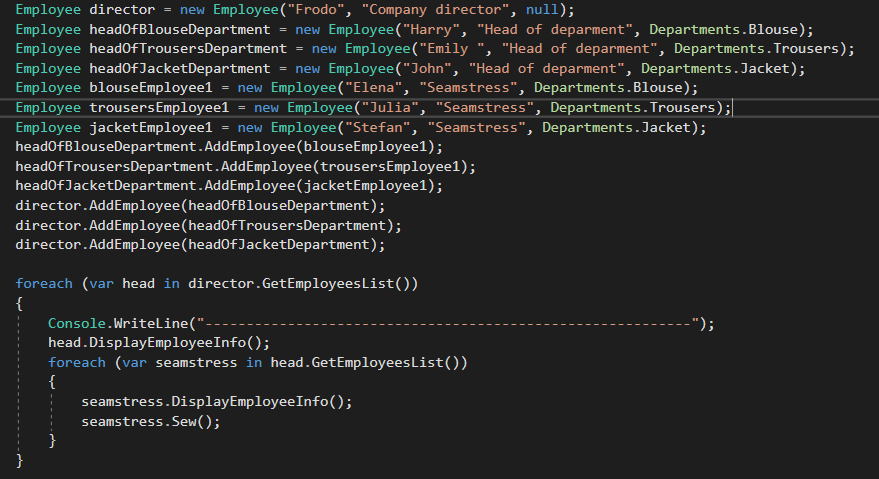 Employee director = new Employee("Frodo", "Company director", null);
Employee headOfBlouseDepartment = new Employee("Harry", "Head of deparment", Departments.Blouse);
Employee headOfTrousersDepartment = new Employee("Emily ", "Head of deparment", Departments.Trousers);
Employee headOfJacketDepartment = new Employee("John", "Head of deparment", Departments.Jacket);
Employee blouseEmployee1 = new Employee("Elena", "Seamstress", Departments.Blouse);
Employee trousersEmployee1 = new Employee("Julia", "Seamstress", Departments.Trousers);
Employee jacketEmployee1 = new Employee("Stefan", "Seamstress", Departments.Jacket);
headOfBlouseDepartment.AddEmployee(blouseEmployee1);
headOfTrousersDepartment.AddEmployee(trousersEmployee1);
headOfJacketDepartment.AddEmployee(jacketEmployee1);
director.AddEmployee(headOfBlouseDepartment);
director.AddEmployee(headOfTrousersDepartment);
director.AddEmployee(headOfJacketDepartment);

foreach (var head in director.GetEmployeesList())
{
    Console.WriteLine("-----------------------------------------------------------");
    head.DisplayEmployeeInfo();
    foreach (var seamstress in head.GetEmployeesList())
    {
        seamstress.DisplayEmployeeInfo();
        seamstress.Sew();
    }
}